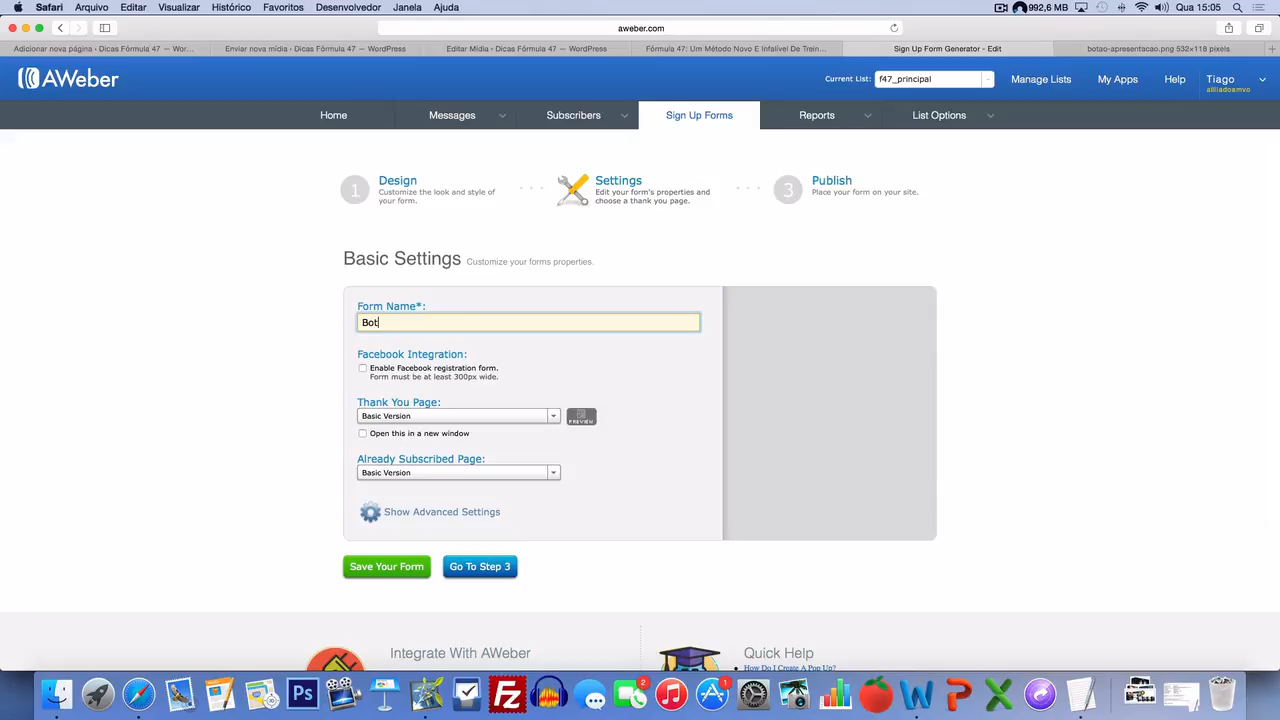 Safari Arquivo Editar Visualizar Histórico Favoritos Desenvolvedor Janela Ajuda 992,6 MB Qua 15:05
aweber.com
Adicionar nova página ‹ Dicas Fórmula 47 — Wor... Enviar nova mídia ‹ Dicas Fórmula 47 — WordPress Editar Mídia ‹ Dicas Fórmula 47 — WordPress Fórmula 47: Um Método Novo E Infalível De Trein... Sign Up Form Generator - Edit botao-apresentacao.png 532×118 pixels
AWeber Current List: f47_principal Manage Lists My Apps Help Tiago
alliladoamvo
Home Messages Subscribers Sign Up Forms Reports List Options
1 Design
Customize the look and style of
your form.
Settings
Edit your form's properties and
choose a thank you page.
3 Publish
Place your form on your site.
Basic Settings Customize your forms properties.
Form Name*:
Bot
Facebook Integration:
Enable Facebook registration form.
Form must be at least 300px wide.
Thank You Page:
Basic Version PREVIEW
Open this in a new window
Already Subscribed Page:
Basic Version
Show Advanced Settings
Save Your Form Go To Step 3
Integrate With AWeber Quick Help
How Do I Create A Pop Up?
Ps Fz 2 1 W P X